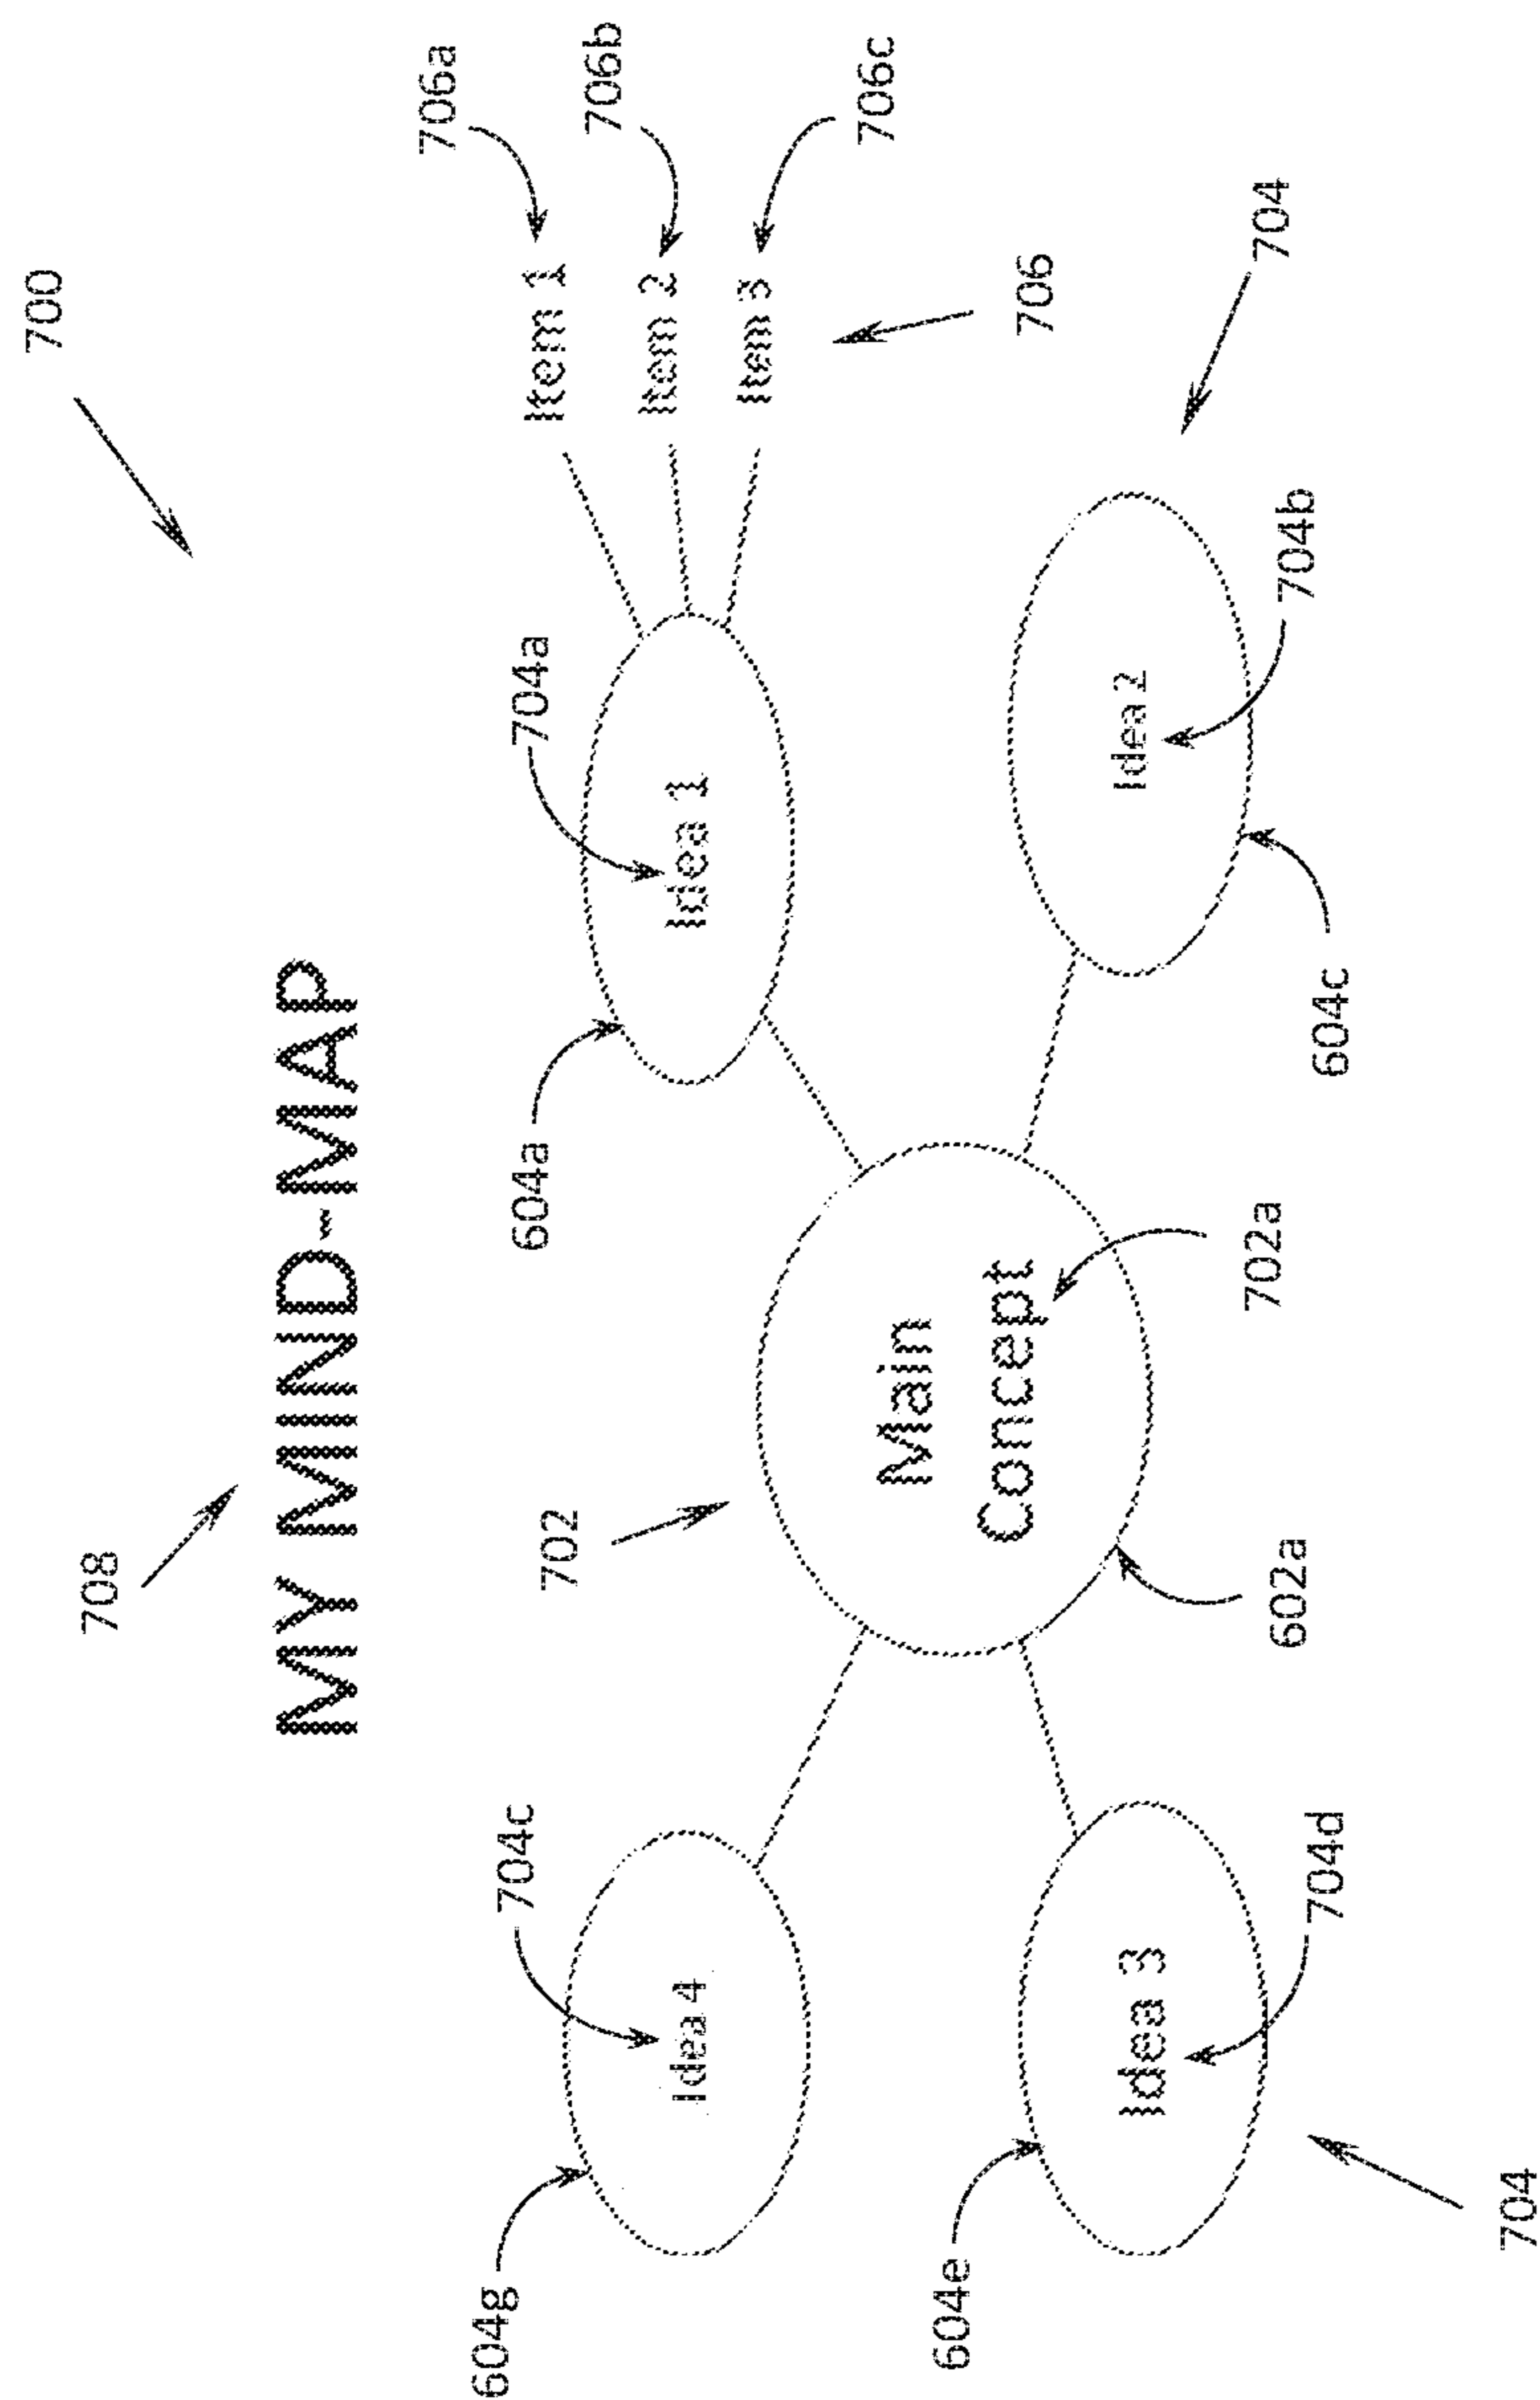 700
708
MY MIND-MAP
706a
706b
706c
Item 1
Item 2
Item 3
706
704a
604a
Idea 1
702
Main
Concept
702a
602a
704c
604g
Idea 4
704
704b
Idea 2
604c
704d
604e
Idea 3
704